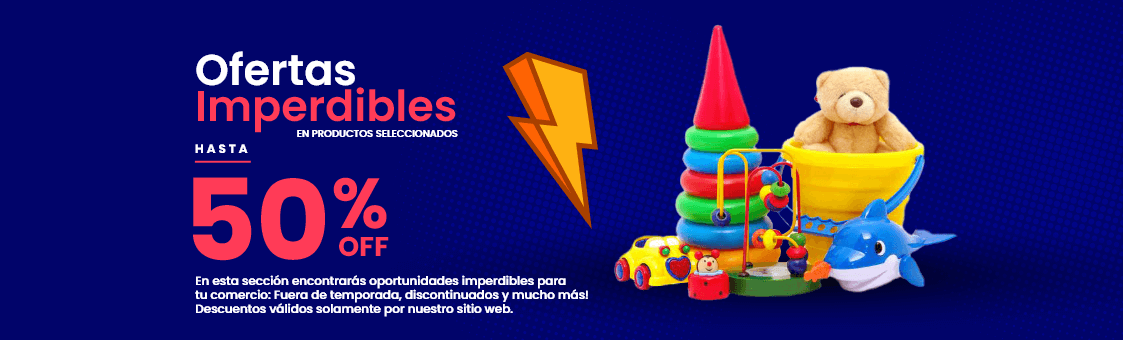 Ofertas
Imperdibles
EN PRODUCTOS SELECCIONADOS
HASTA
50%
OFF
En esta sección encontrarás oportunidades imperdibles para
tu comercio: Fuera de temporada, discontinuados y mucho más!
Descuentos válidos solamente por nuestro sitio web.